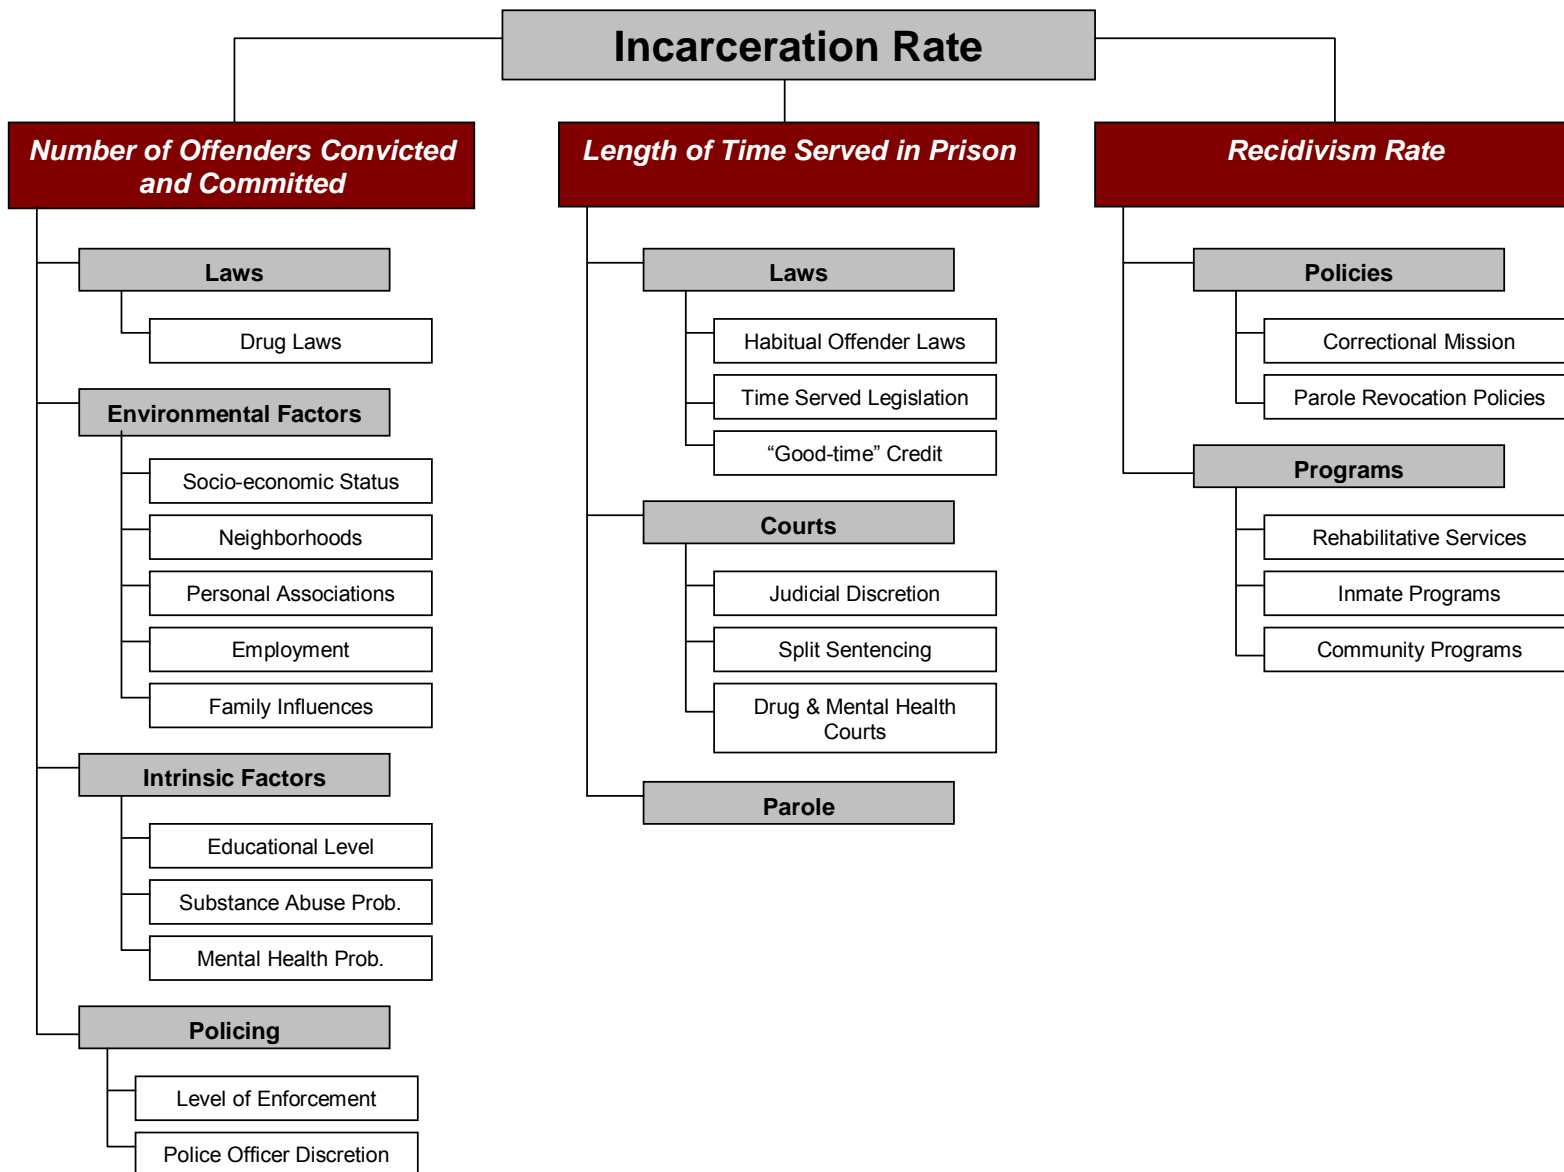 Incarceration Rate
Number of Offenders Convicted
and Committed
Laws
Drug Laws
Environmental Factors
Socio-economic Status
Neighborhoods
Personal Associations
Employment
Family Influences
Intrinsic Factors
Educational Level
Substance Abuse Prob.
Mental Health Prob.
Policing
Level of Enforcement
Police Officer Discretion
Length of Time Served in Prison
Laws
Habitual Offender Laws
Time Served Legislation
“Good-time” Credit
Courts
Judicial Discretion
Split Sentencing
Drug & Mental Health
Courts
Parole
Recidivism Rate
Policies
Correctional Mission
Parole Revocation Policies
Programs
Rehabilitative Services
Inmate Programs
Community Programs